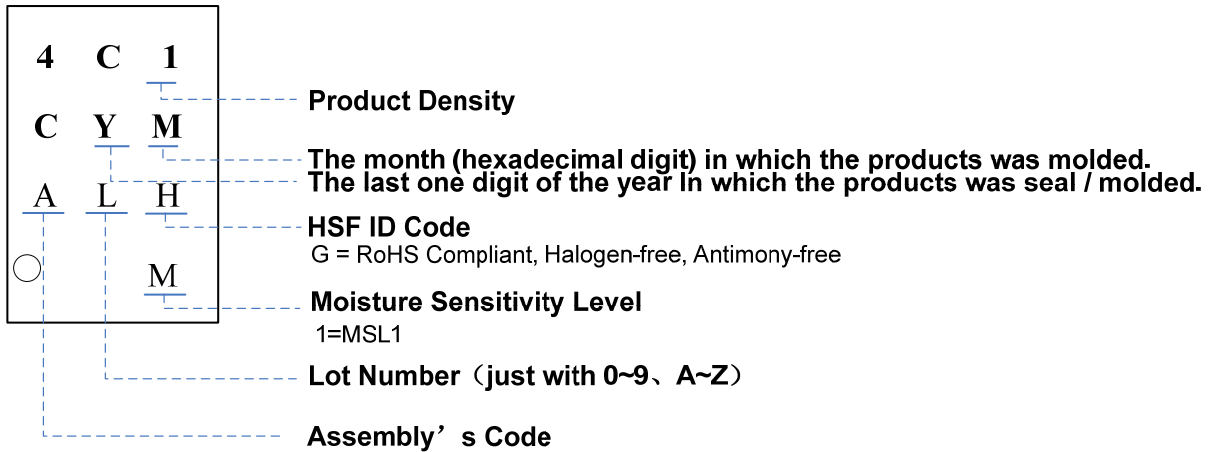 4 C 1
Product Density
C Y M
The month (hexadecimal digit) in which the products was molded.
The last one digit of the year In which the products was seal / molded.
A L H
HSF ID Code
G = RoHS Compliant, Halogen-free, Antimony-free
M
Moisture Sensitivity Level
1=MSL1
Lot Number（just with 0~9、A~Z）
Assembly’s Code